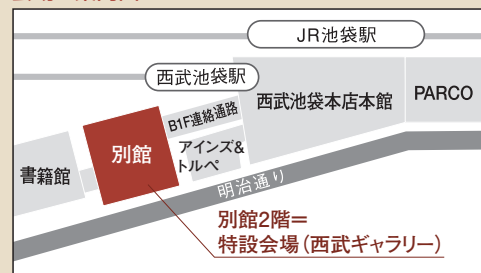 JR池袋駅
西武池袋駅
西武池袋本店本館
PARCO
B1F連絡通路
アインズ&
トルペ
別館
書籍館
明治通り
別館2階＝
特設会場（西武ギャラリー）